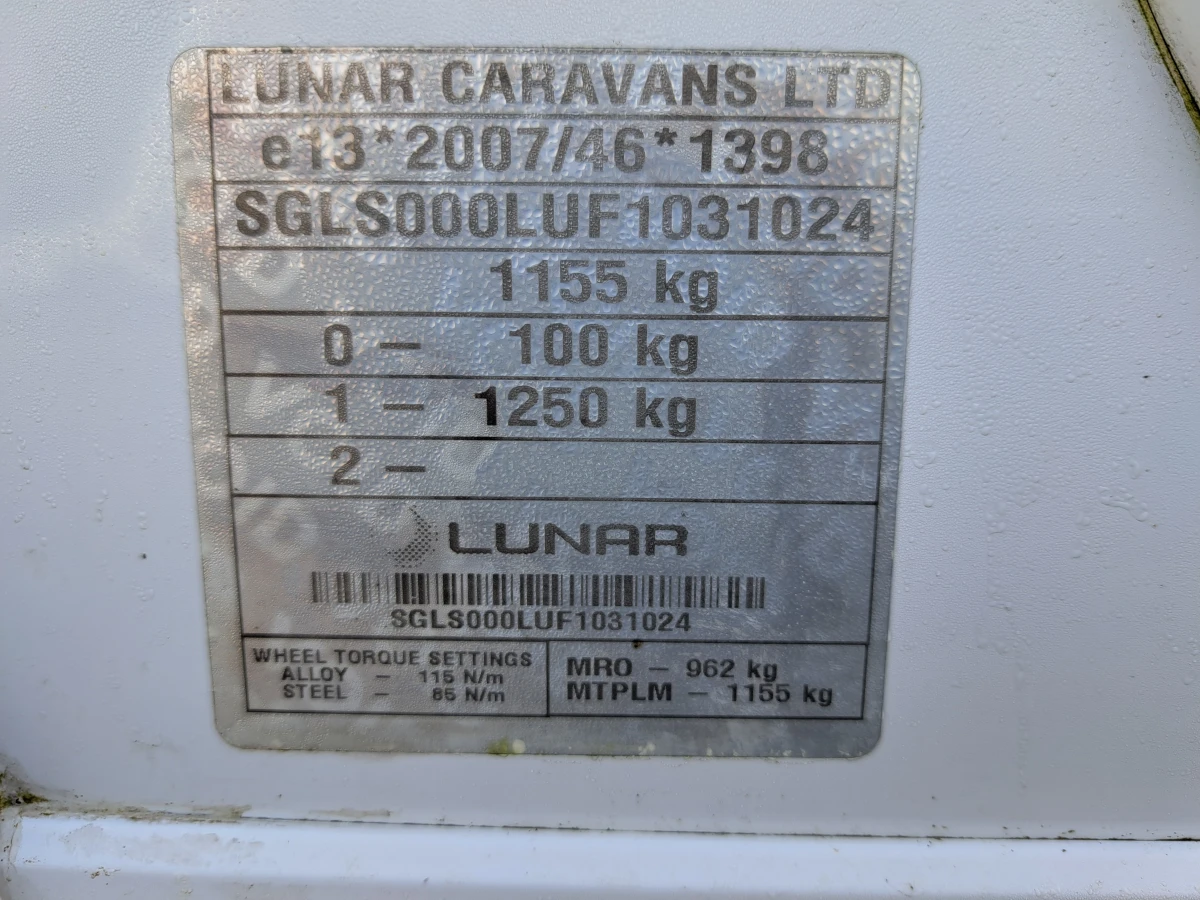 LUNAR CARAVANS LTD
e13*2007/46*1398
SGLS000LUF1031024
1155 kg
0 - 100 kg
1 - 1250 kg
2 -
LUNAR
SGLS000LUF1031024
WHEEL TORQUE SETTINGS
ALLOY - 115 N/m
STEEL - 85 N/m
MRO - 962 kg
MTPLM - 1155 kg